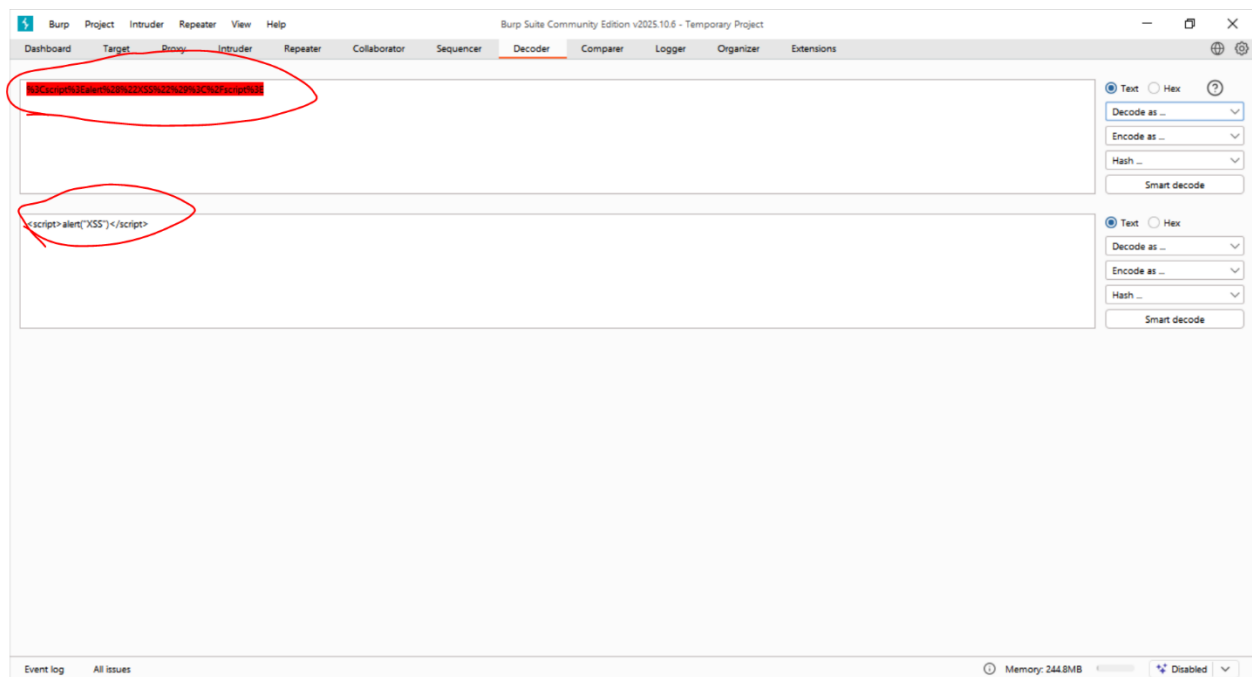 Burp Project Intruder Repeater View Help Burp Suite Community Edition v2025.10.6 - Temporary Project
Dashboard Target Proxy Intruder Repeater Collaborator Sequencer Decoder Comparer Logger Organizer Extensions
%3Cscript%3Ealert%28%22XSS%22%29%3C%2Fscript%3E
Text Hex ?
Decode as ...
Encode as ...
Hash ...
Smart decode
<script>alert("XSS")</script>
Text Hex
Decode as ...
Encode as ...
Hash ...
Smart decode
Event log All issues Memory: 244.8MB Disabled